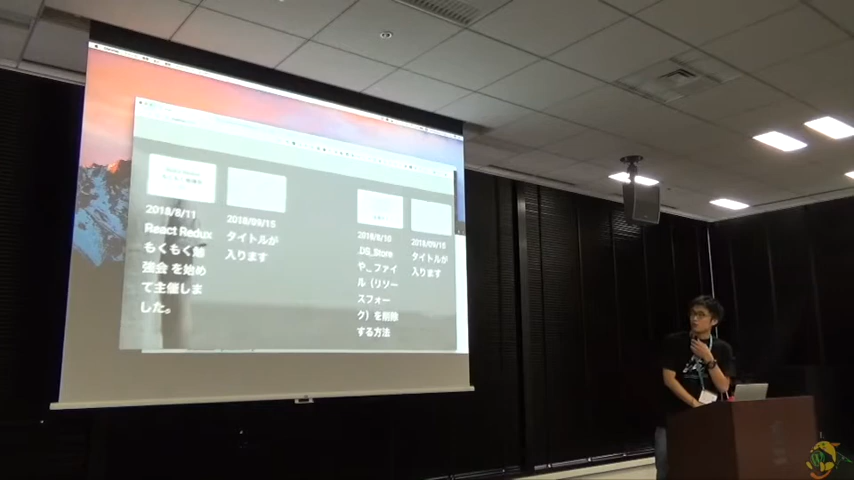 2018/8/11
React Redux
もくもく勉
強会を始め
て主催しま
した。
2018/09/15
タイトルが
入ります
2018/9/10
.DS_Store
や._ファイ
ル（リソー
スフォー
ク）を削除
する方法
2018/09/15
タイトルが
入ります